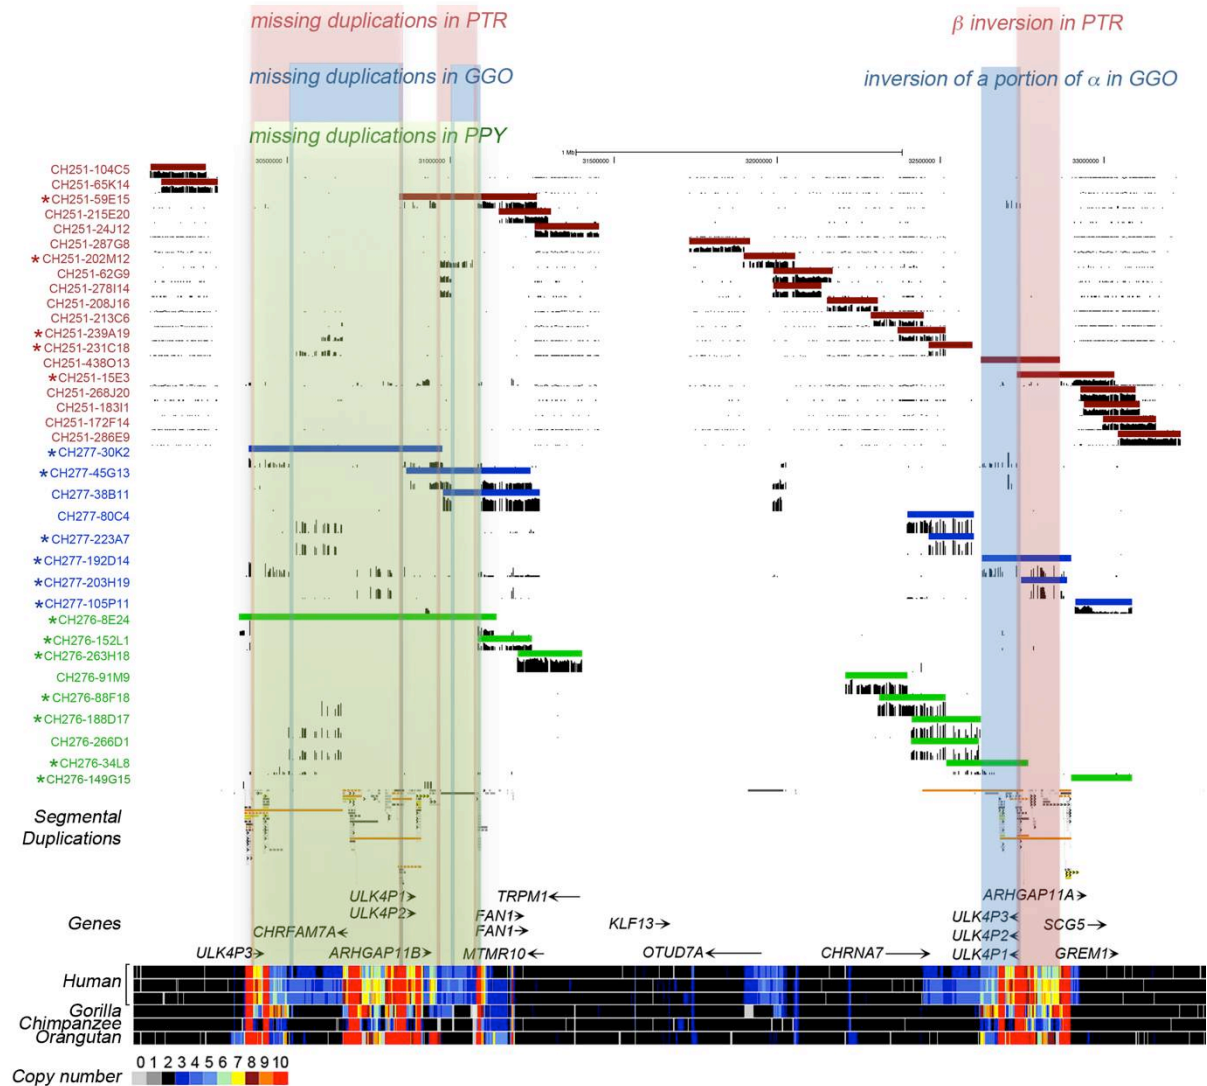 missing duplications in PTR
β inversion in PTR
missing duplications in GGO
inversion of a portion of α in GGO
missing duplications in PPY
1 Mb
30500000 31000000 31500000 32000000 32500000 33000000
CH251-104C5
CH251-65K14
*CH251-59E15
CH251-215E20
CH251-24J12
CH251-287G8
*CH251-202M12
CH251-62G9
CH251-278I14
CH251-208J16
CH251-213C6
*CH251-239A19
*CH251-231C18
CH251-438O13
*CH251-15E3
CH251-268J20
CH251-183I1
CH251-172F14
CH251-286E9
*CH277-30K2
*CH277-45G13
CH277-38B11
CH277-80C4
*CH277-223A7
*CH277-192D14
*CH277-203H19
*CH277-105P11
*CH276-8E24
*CH276-152L1
*CH276-263H18
CH276-91M9
*CH276-88F18
*CH276-188D17
CH276-266D1
*CH276-34L8
*CH276-149G15
Segmental
Duplications
Genes
ULK4P1→ TRPM1← ARHGAP11A→
ULK4P2→ FAN1→ KLF13→ ULK4P3← SCG5→
CHRFAM7A← FAN1→ ULK4P2←
ULK4P3→ ARHGAP11B→ MTMR10← OTUD7A← CHRNA7→ ULK4P1← GREM1→
Human
Gorilla
Chimpanzee
Orangutan
0 1 2 3 4 5 6 7 8 9 10
Copy number